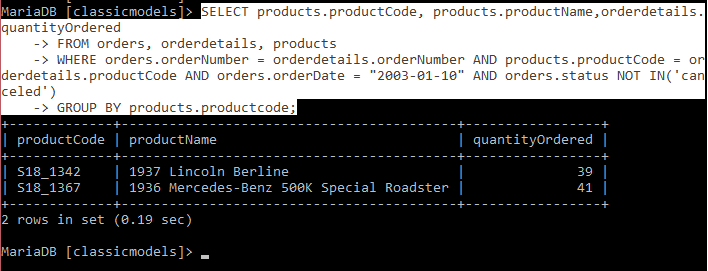 MariaDB [classicmodels]> SELECT products.productCode, products.productName,orderdetails.
quantityOrdered
    -> FROM orders, orderdetails, products
    -> WHERE orders.orderNumber = orderdetails.orderNumber AND products.productCode = or
derdetails.productCode AND orders.orderDate = "2003-01-10" AND orders.status NOT IN('can
celed')
    -> GROUP BY products.productcode;
+-------------+---------------------------------------+-----------------+
| productCode | productName                           | quantityOrdered |
+-------------+---------------------------------------+-----------------+
| S18_1342    | 1937 Lincoln Berline                  |              39 |
| S18_1367    | 1936 Mercedes-Benz 500K Special Roadster |              41 |
+-------------+---------------------------------------+-----------------+
2 rows in set (0.19 sec)
MariaDB [classicmodels]> _